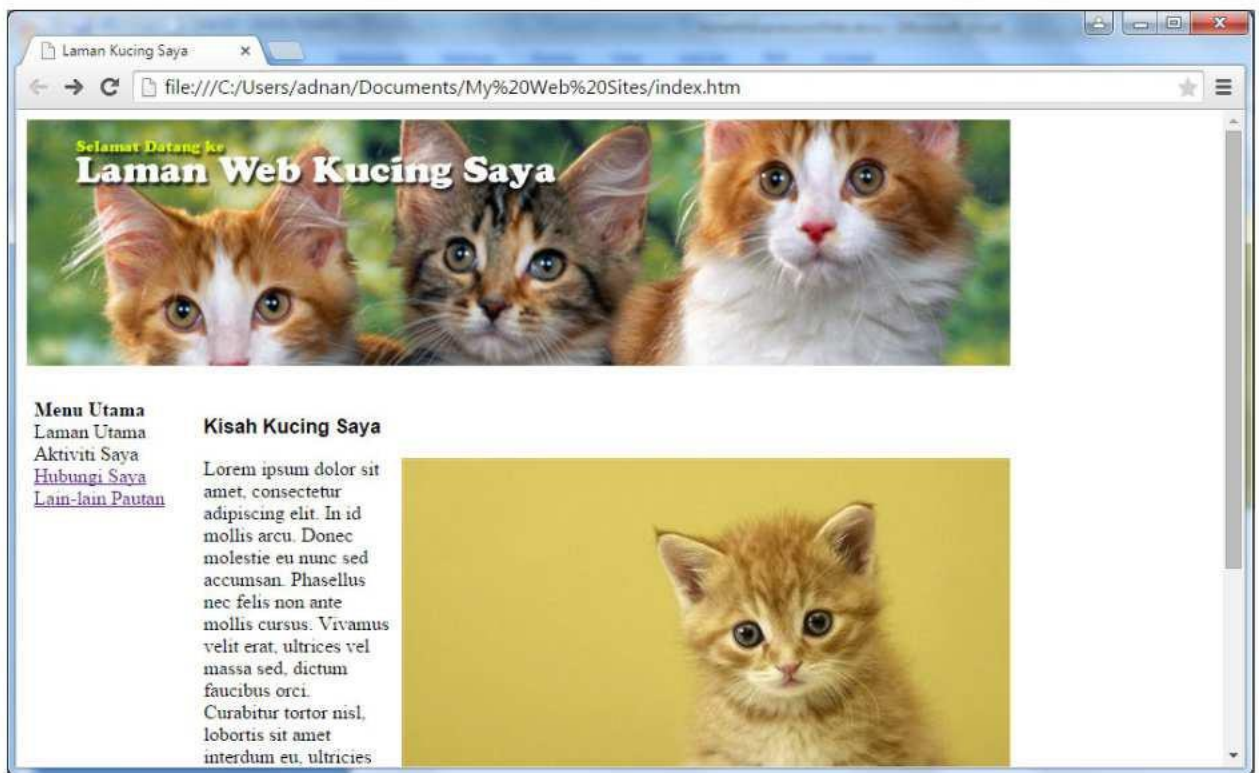 Laman Kucing Saya
file:///C:/Users/adnan/Documents/My%20Web%20Sites/index.htm
Selamat Datang ke
Laman Web Kucing Saya
Menu Utama
Laman Utama
Aktiviti Saya
Hubungi Saya
Lain-lain Pautan
Kisah Kucing Saya
Lorem ipsum dolor sit
amet, consectetur
adipiscing elit. In id
mollis arcu. Donec
molestie eu nunc sed
accumsan. Phasellus
nec felis non ante
mollis cursus. Vivamus
velit erat, ultrices vel
massa sed, dictum
faucibus orci.
Curabitur tortor nisl,
lobortis sit amet
interdum eu, ultricies